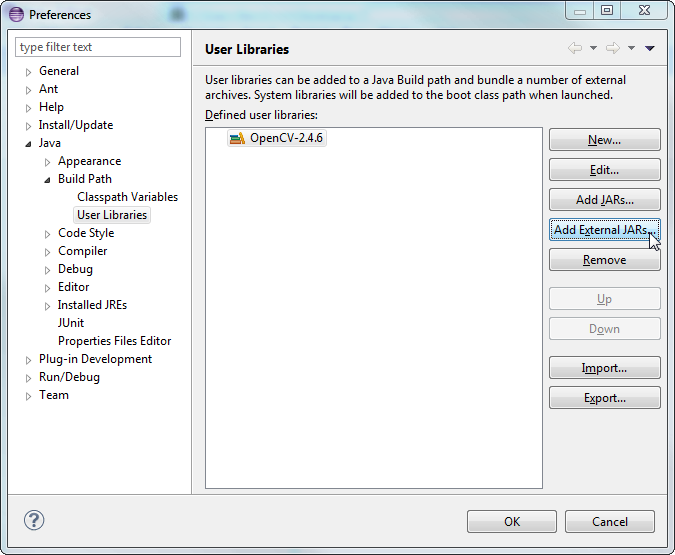 Preferences
type filter text
User Libraries
General
Ant
Help
Install/Update
Java
Appearance
Build Path
Classpath Variables
User Libraries
Code Style
Compiler
Debug
Editor
Installed JREs
JUnit
Properties Files Editor
Plug-in Development
Run/Debug
Team
User libraries can be added to a Java Build path and bundle a number of external
archives. System libraries will be added to the boot class path when launched.
Defined user libraries:
OpenCV-2.4.6
New...
Edit...
Add JARs...
Add External JARs...
Remove
Up
Down
Import...
Export...
?
OK
Cancel